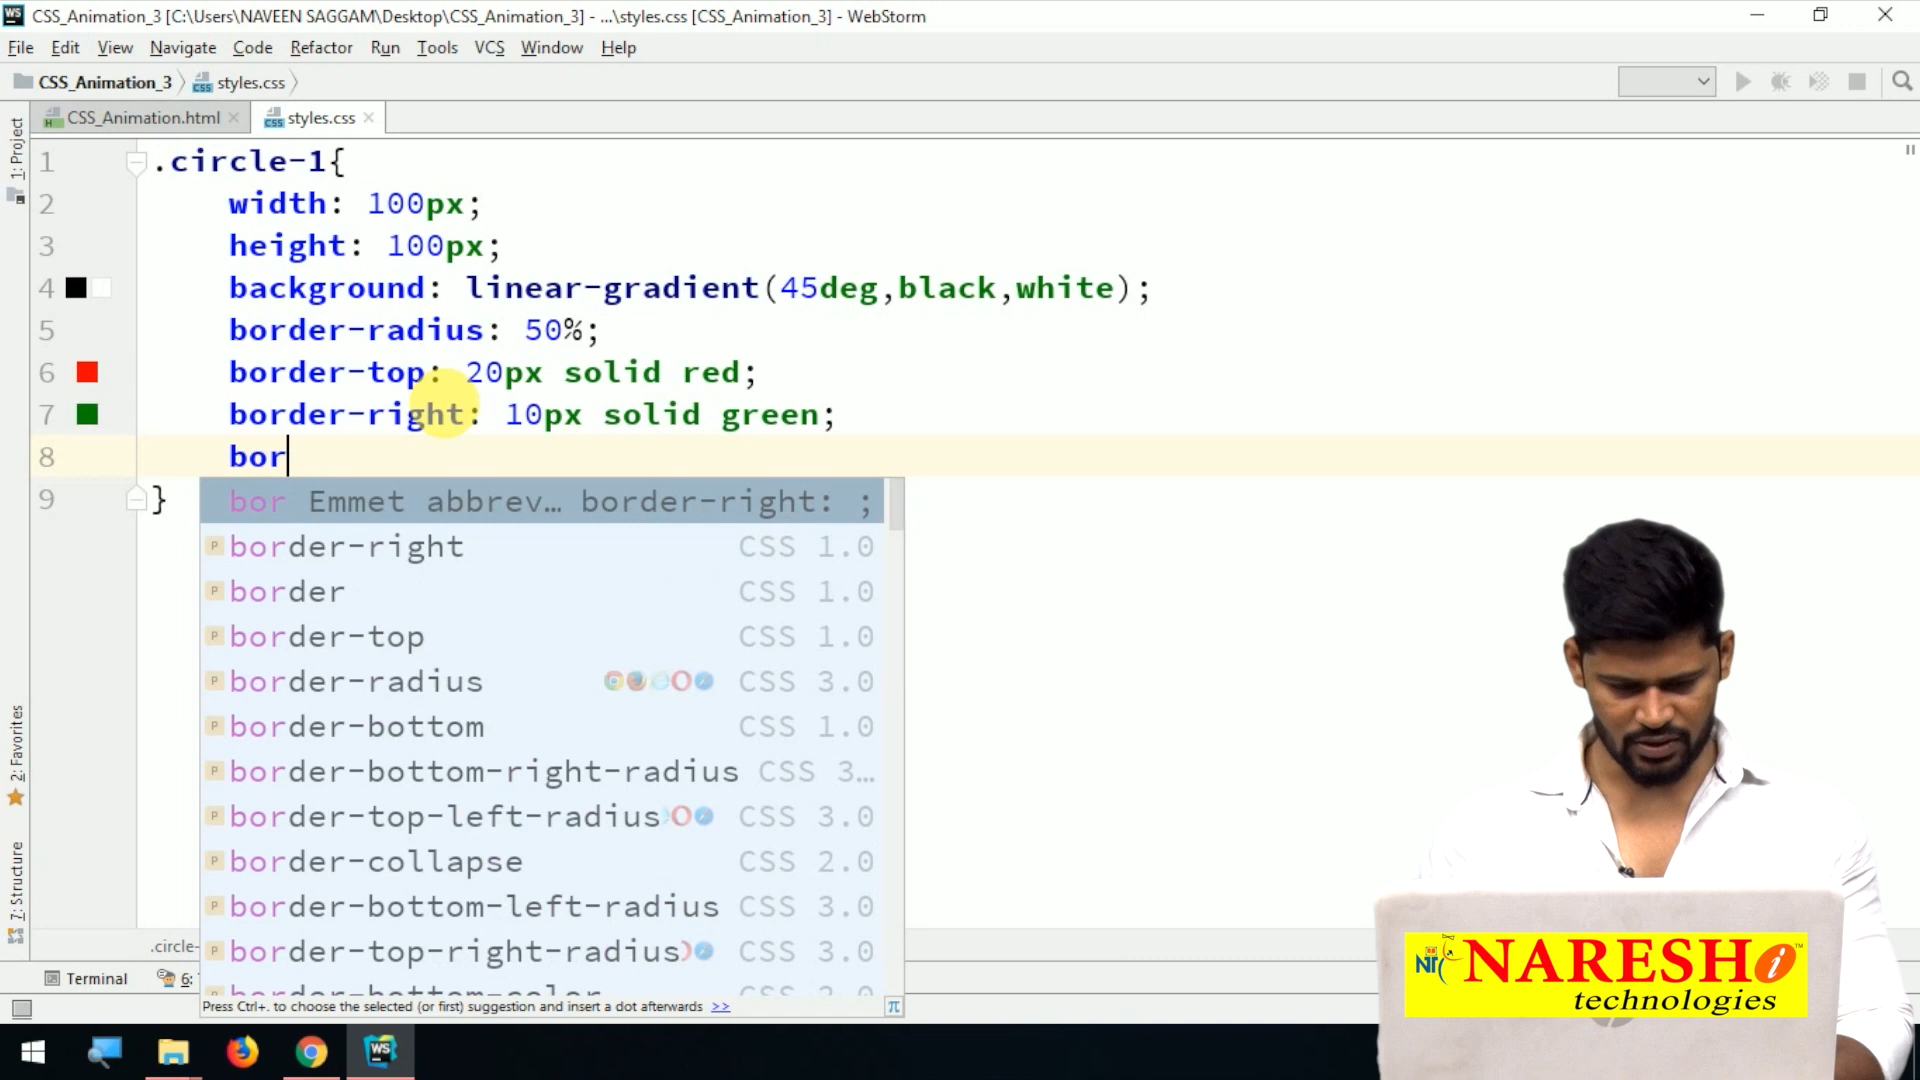 CSS_Animation_3 [C:\Users\NAVEEN SAGGAM\Desktop\CSS_Animation_3] - ...\styles.css [CSS_Animation_3] - WebStorm
File Edit View Navigate Code Refactor Run Tools VCS Window Help
CSS_Animation_3 styles.css
CSS_Animation.html styles.css
1: Project
1 .circle-1{
2 width: 100px;
3 height: 100px;
4 background: linear-gradient(45deg,black,white);
5 border-radius: 50%;
6 border-top: 20px solid red;
7 border-right: 10px solid green;
8 bor
9 }
bor Emmet abbrev… border-right: ;
border-right CSS 1.0
border CSS 1.0
border-top CSS 1.0
border-radius CSS 3.0
border-bottom CSS 1.0
border-bottom-right-radius CSS 3…
border-top-left-radius CSS 3.0
border-collapse CSS 2.0
border-bottom-left-radius CSS 3.0
border-top-right-radius CSS 3.0
Press Ctrl+. to choose the selected (or first) suggestion and insert a dot afterwards >>
π
2: Favorites
7: Structure
.circle-
Terminal 6:
NARESH i
technologies